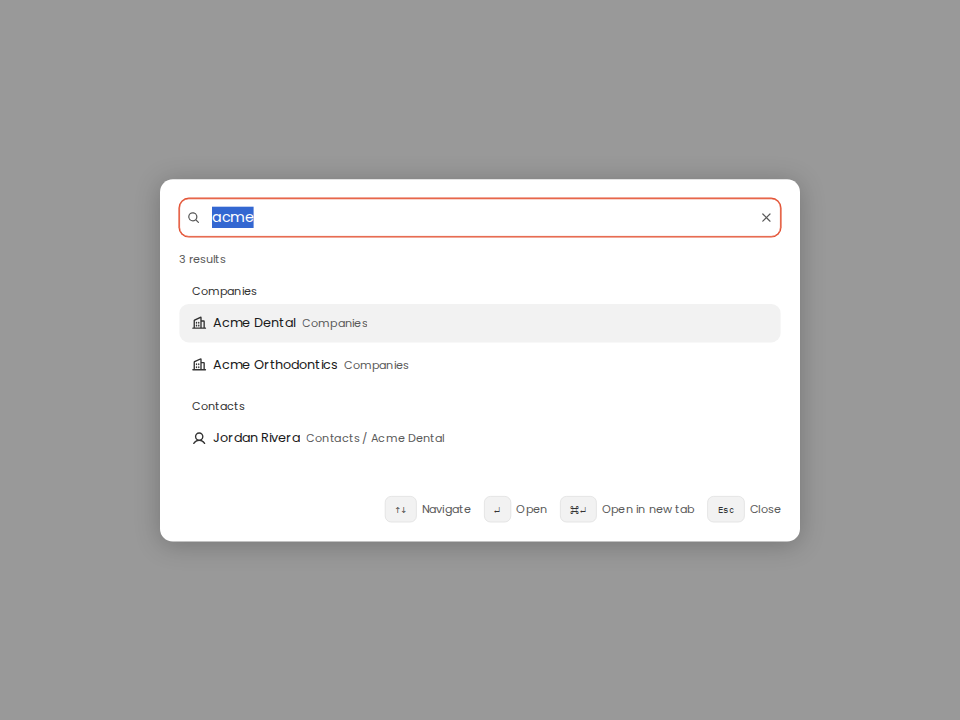 acme
3 results
Companies
Acme Dental Companies
Acme Orthodontics Companies
Contacts
Jordan Rivera Contacts / Acme Dental
↑↓ Navigate ↵ Open ⌘↵ Open in new tab Esc Close